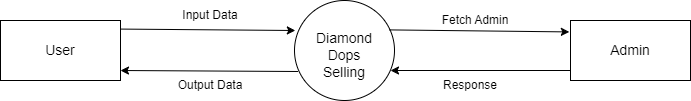 Input Data
Fetch Admin
User
Diamond
Dops
Selling
Admin
Output Data
Response